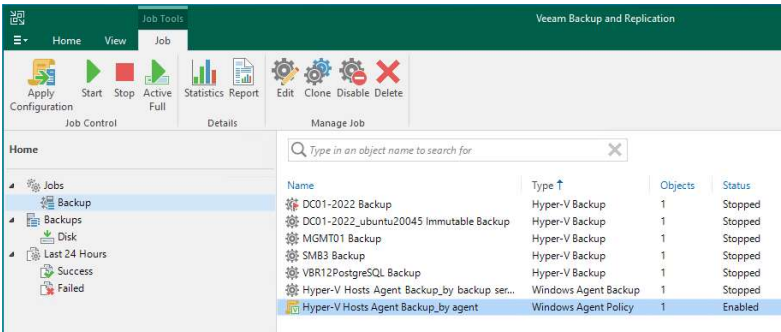 Job Tools
Veeam Backup and Replication
Home View Job
Apply Configuration
Start Stop Active Full
Statistics Report
Edit Clone Disable Delete
Job Control Details Manage Job
Home
Type in an object name to search for
Jobs
Backup
Backups
Disk
Last 24 Hours
Success
Failed
Name Type ↑ Objects Status
DC01-2022 Backup Hyper-V Backup 1 Stopped
DC01-2022_ubuntu20045 Immutable Backup Hyper-V Backup 1 Stopped
MGMT01 Backup Hyper-V Backup 1 Stopped
SMB3 Backup Hyper-V Backup 1 Stopped
VBR12PostgreSQL Backup Hyper-V Backup 1 Stopped
Hyper-V Hosts Agent Backup_by backup ser... Windows Agent Backup 1 Stopped
Hyper-V Hosts Agent Backup_by agent Windows Agent Policy 1 Enabled